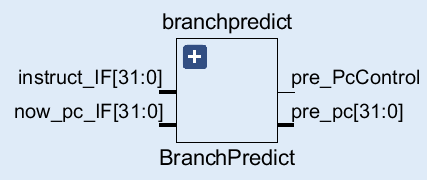 branchpredict
instruct_IF[31:0]
pre_PcControl
now_pc_IF[31:0]
pre_pc[31:0]
BranchPredict